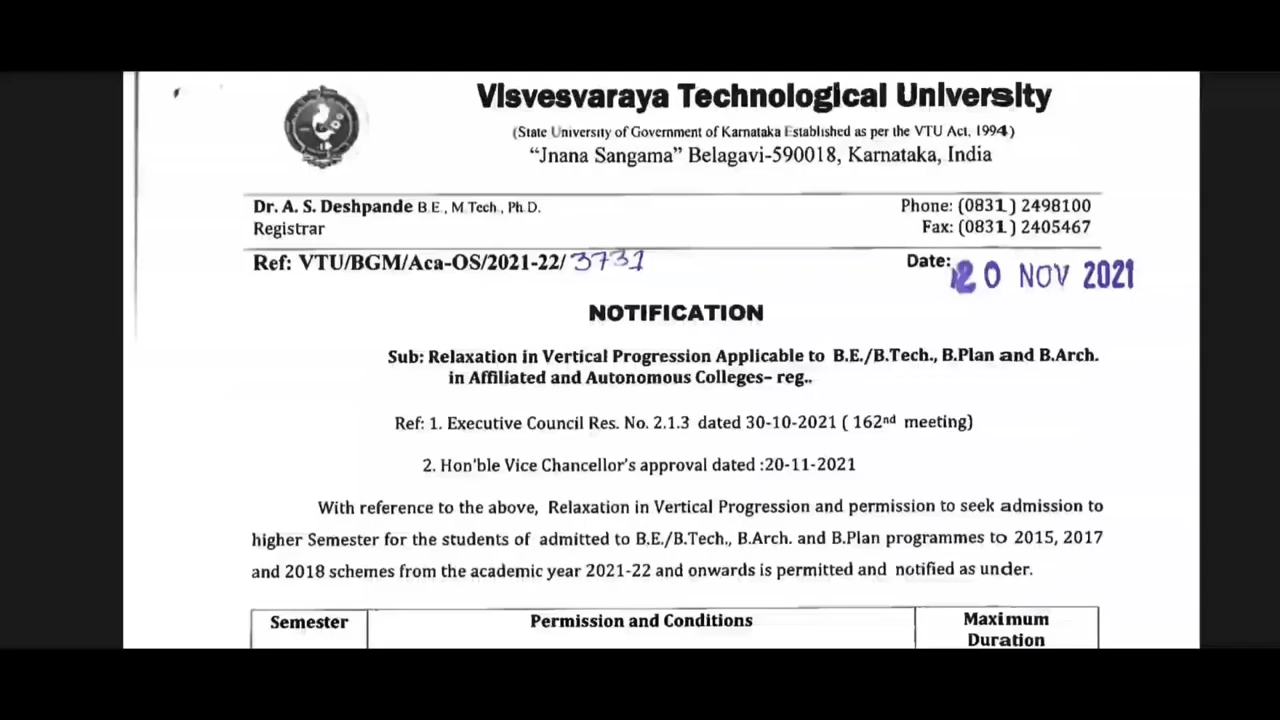 Visvesvaraya Technological University
(State University of Government of Karnataka Established as per the VTU Act, 1994)
"Jnana Sangama" Belagavi-590018, Karnataka, India
Dr. A. S. Deshpande B.E., M.Tech., Ph.D.
Registrar
Phone: (0831) 2498100
Fax: (0831) 2405467
Ref: VTU/BGM/Aca-OS/2021-22/ 3731
Date: 20 NOV 2021
NOTIFICATION
Sub: Relaxation in Vertical Progression Applicable to B.E./B.Tech., B.Plan and B.Arch.
in Affiliated and Autonomous Colleges– reg..
Ref: 1. Executive Council Res. No. 2.1.3 dated 30-10-2021 ( 162nd meeting)
2. Hon'ble Vice Chancellor's approval dated :20-11-2021
With reference to the above, Relaxation in Vertical Progression and permission to seek admission to
higher Semester for the students of admitted to B.E./B.Tech., B.Arch. and B.Plan programmes to 2015, 2017
and 2018 schemes from the academic year 2021-22 and onwards is permitted and notified as under.
Semester
Permission and Conditions
Maximum
Duration